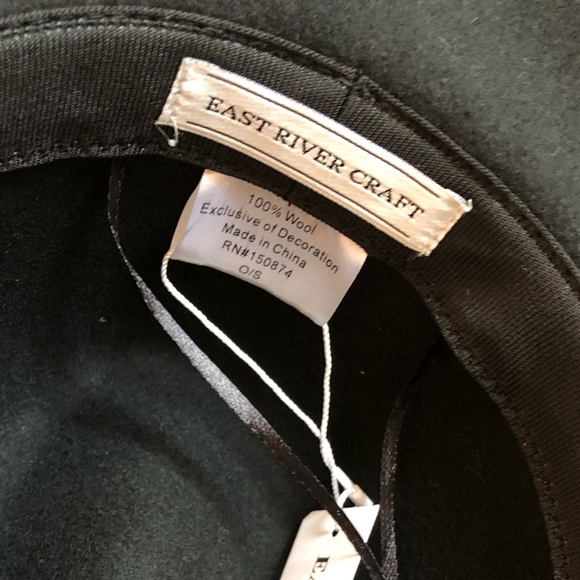 EAST RIVER CRAFT
100% Wool
Exclusive of Decoration
Made in China
RN#150874
O/S